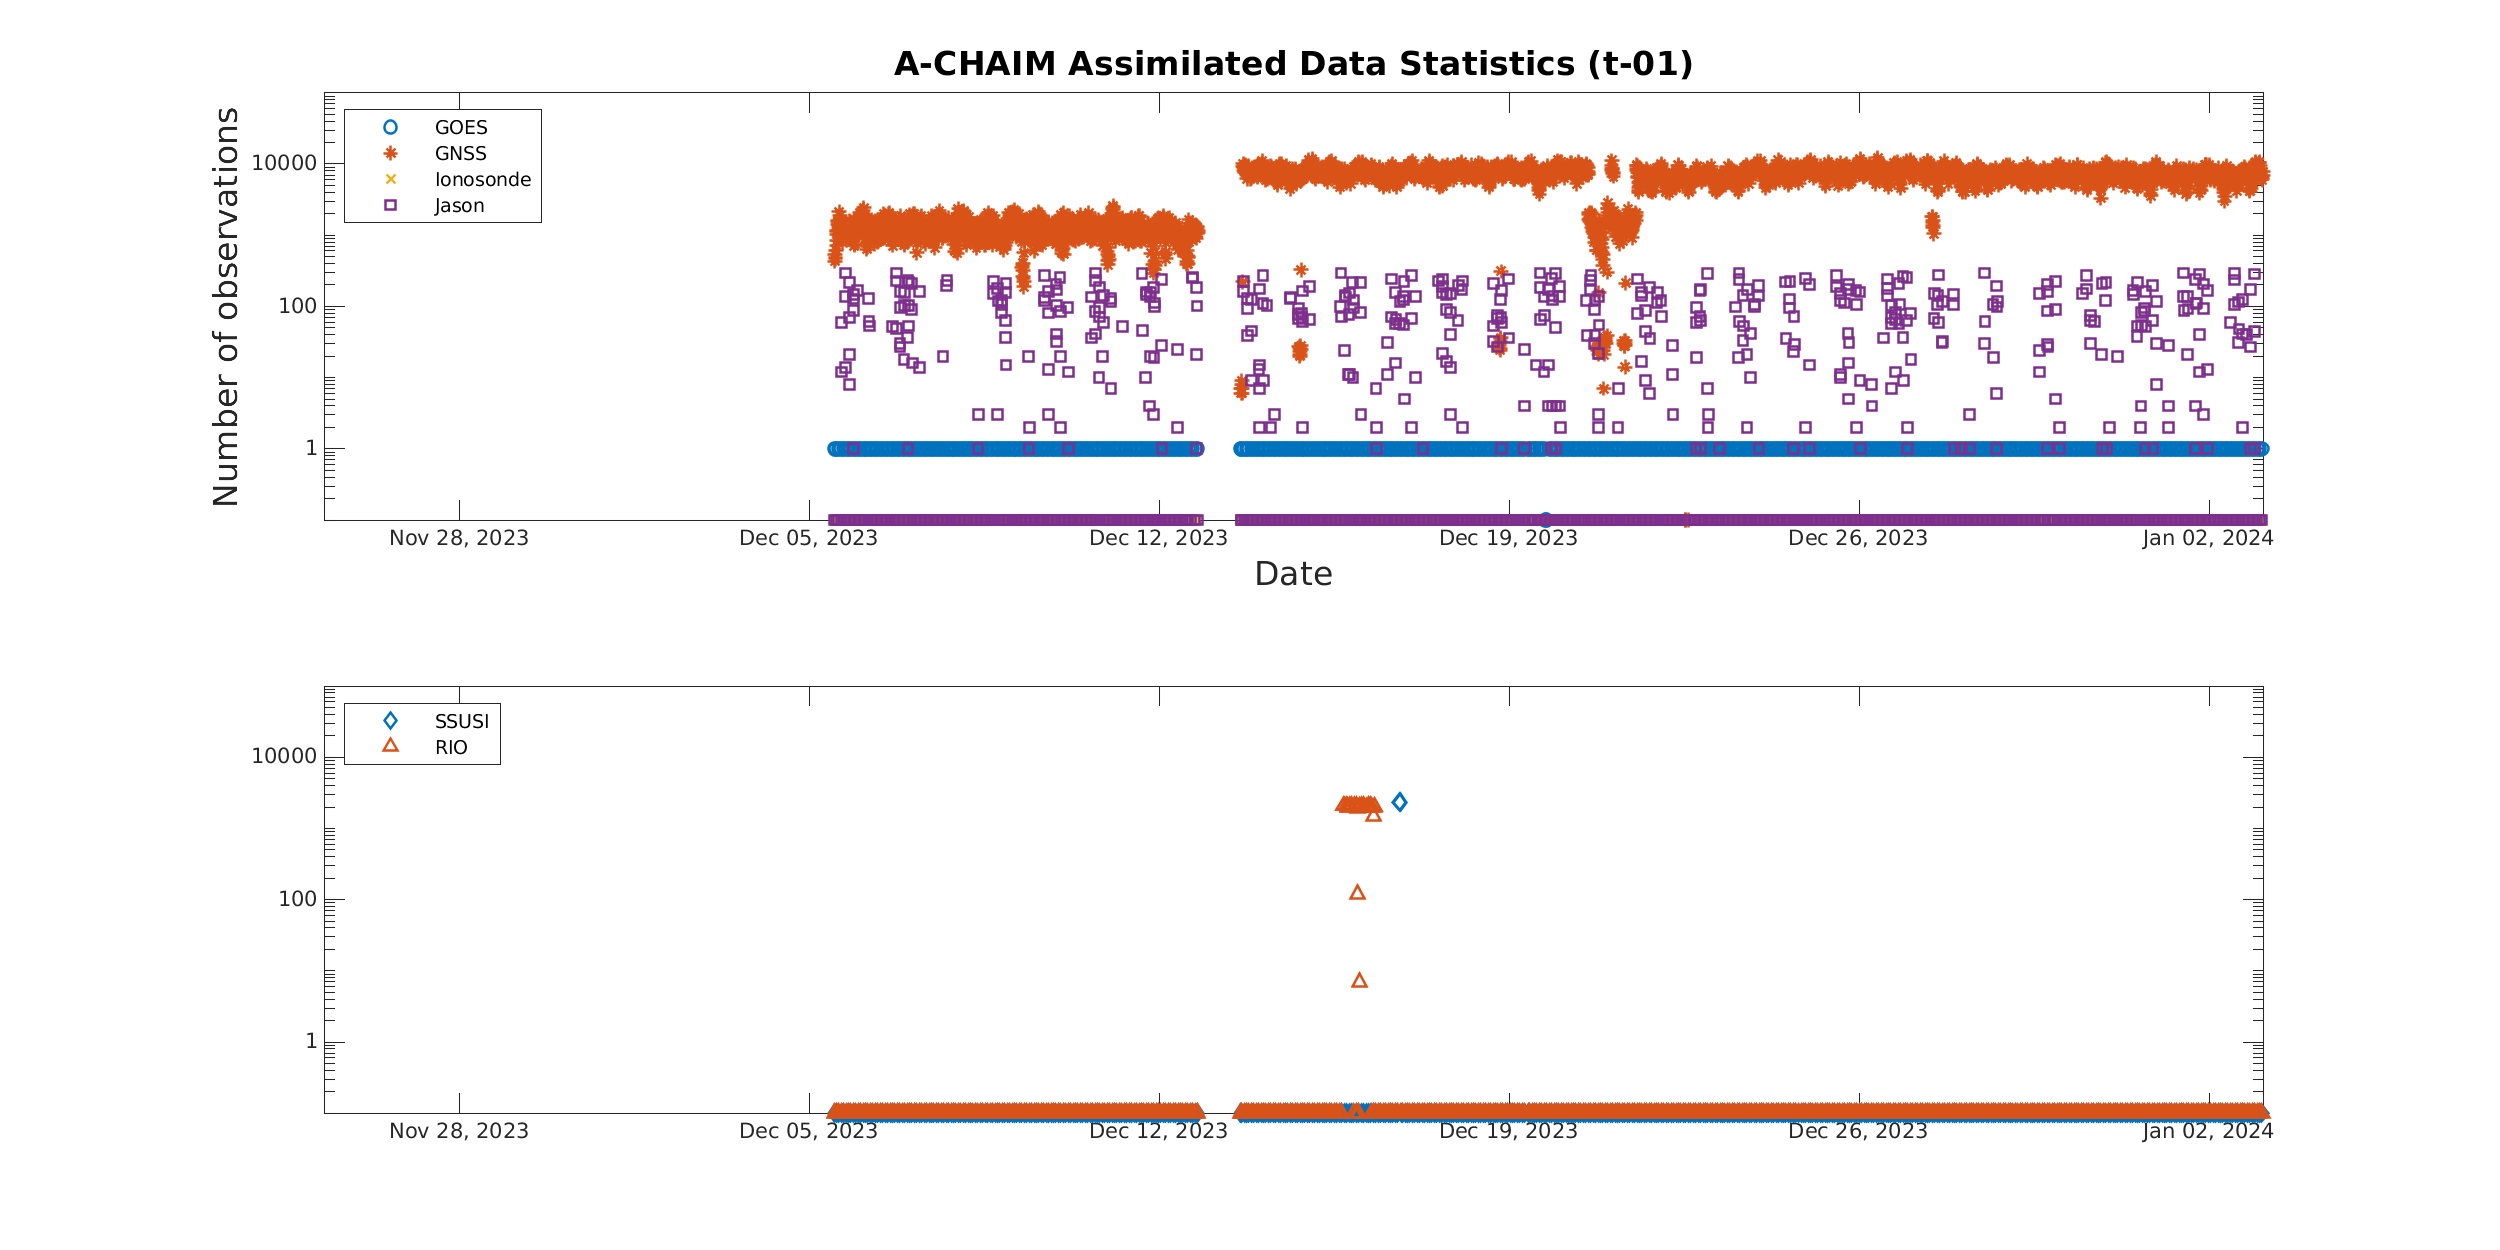 A-CHAIM Assimilated Data Statistics (t-01)
Number of observations
10000
100
1
GOES
GNSS
Ionosonde
Jason
Nov 28, 2023
Dec 05, 2023
Dec 12, 2023
Dec 19, 2023
Dec 26, 2023
Jan 02, 2024
Date
10000
100
1
SSUSI
RIO
Nov 28, 2023
Dec 05, 2023
Dec 12, 2023
Dec 19, 2023
Dec 26, 2023
Jan 02, 2024